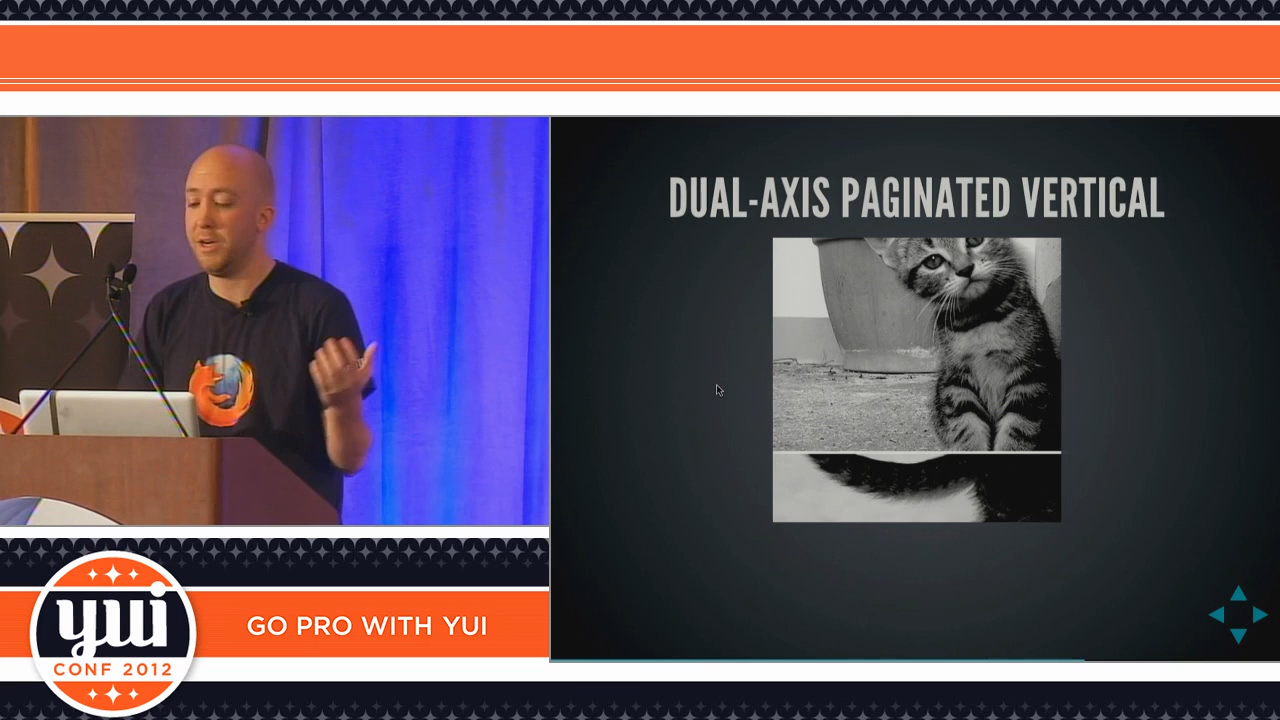 DUAL-AXIS PAGINATED VERTICAL
GO PRO WITH YUI
yui
CONF 2012